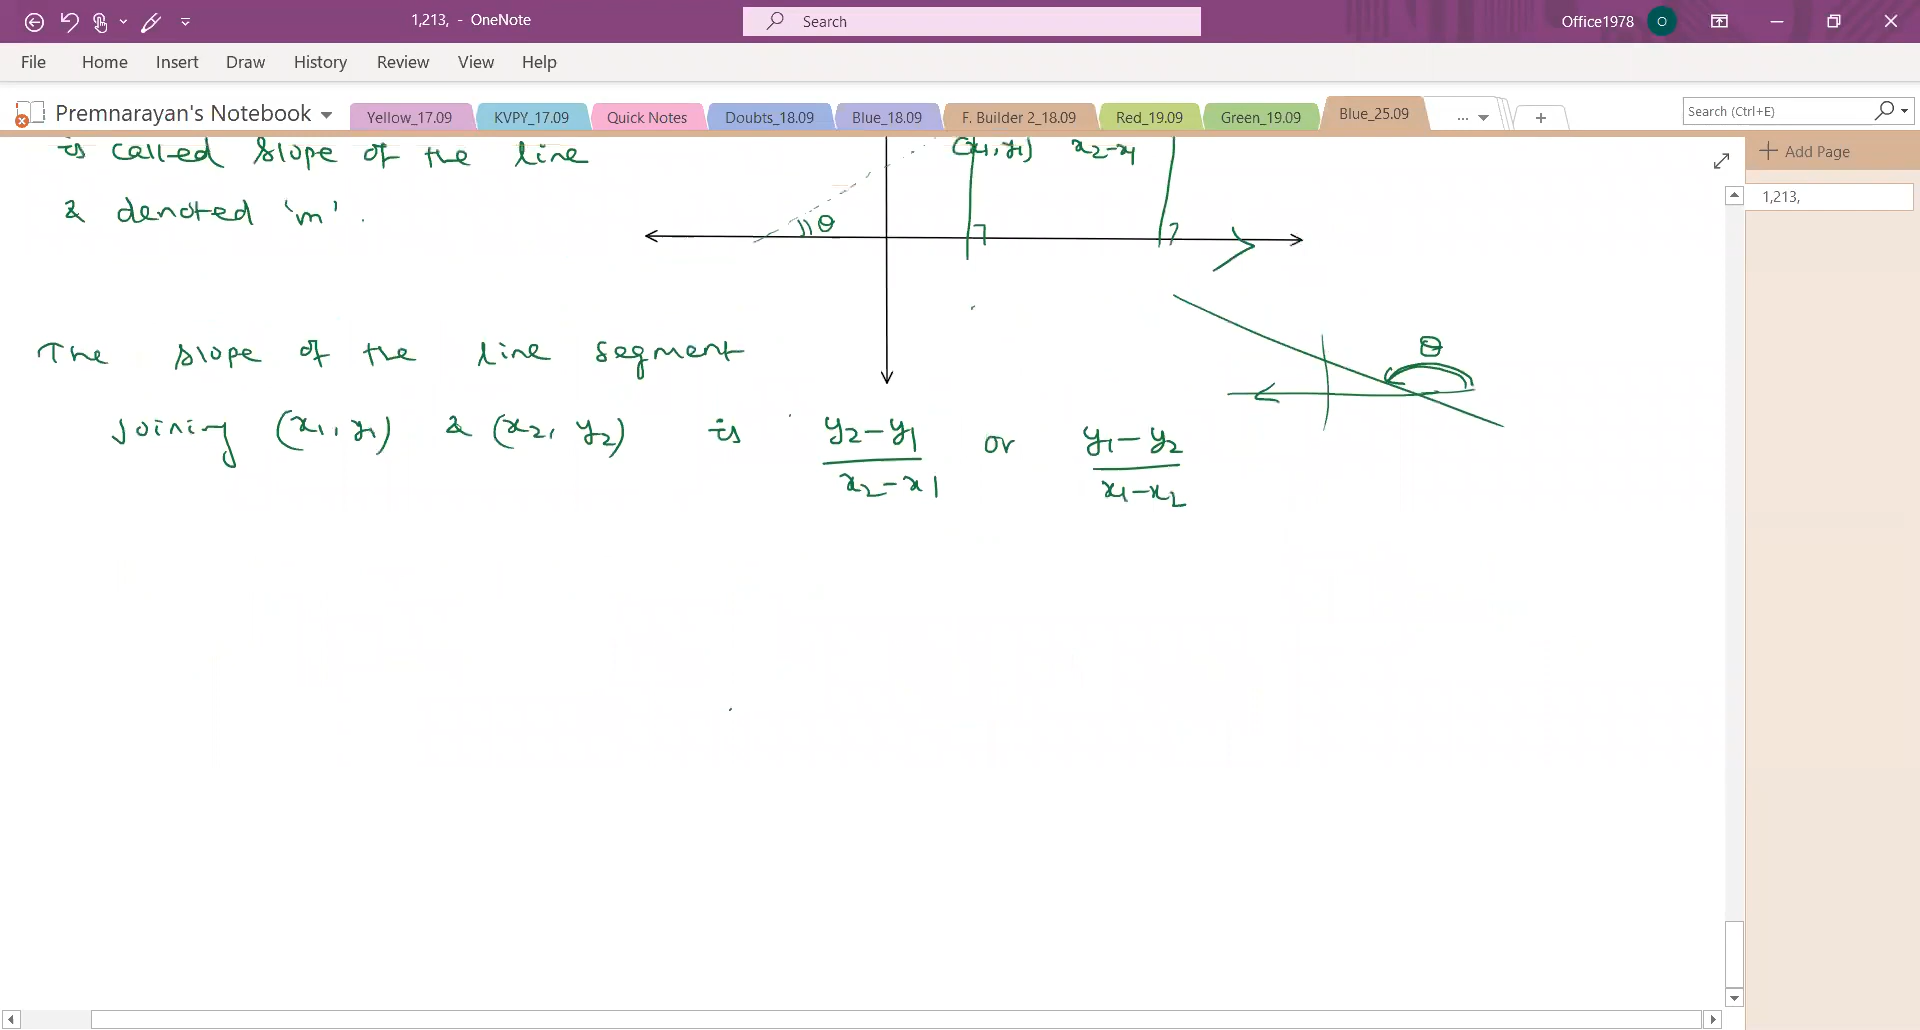 1,213, - OneNote
Search
Office1978
O
File Home Insert Draw History Review View Help
Premnarayan's Notebook
Yellow_17.09 KVPY_17.09 Quick Notes Doubts_18.09 Blue_18.09 F. Builder 2_18.09 Red_19.09 Green_19.09 Blue_25.09 ... +
Search (Ctrl+E)
+ Add Page
1,213,
is called slope of the line
& denoted 'm'.
(x1, y1) x2-x1
θ
θ
The slope of the line segment
joining (x1, y1) & (x2, y2) is y2-y1 / x2-x1 or y1-y2 / x1-x2